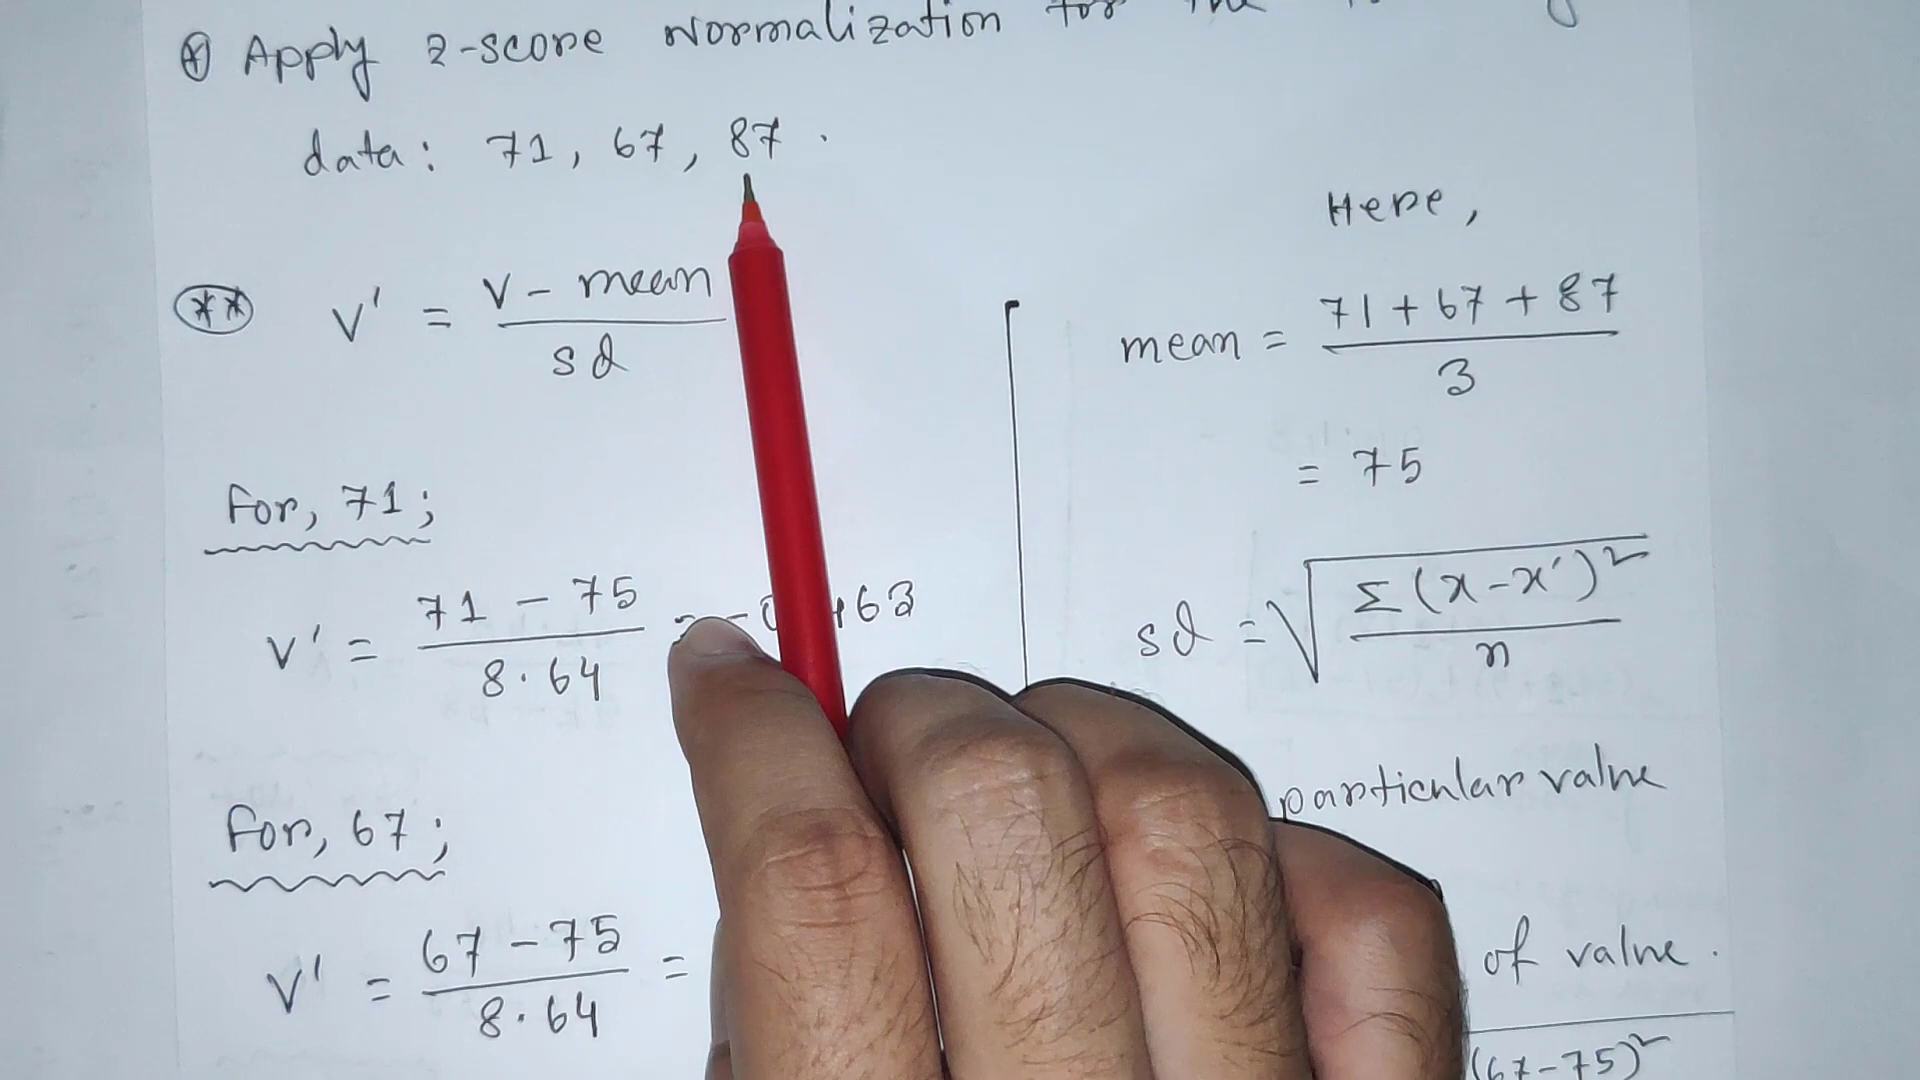 * Apply z-score Normalization for the
data: 71, 67, 87.
** v' = v - mean / sd
For, 71;
v' = 71 - 75 / 8.64 = -0 463
For, 67;
v' = 67 - 75 / 8.64 =
Here,
mean = 71 + 67 + 87 / 3
= 75
sd = √ Σ(x - x')² / n
particular value
of value.
(67-75)²